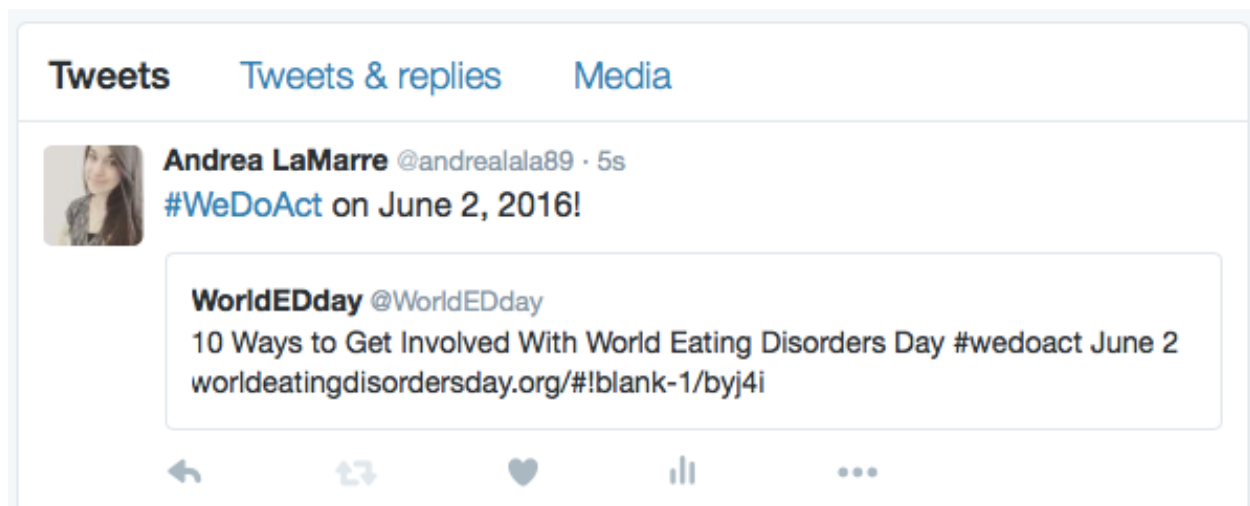 Tweets Tweets & replies Media
Andrea LaMarre @andrealala89 · 5s
#WeDoAct on June 2, 2016!
WorldEDday @WorldEDday
10 Ways to Get Involved With World Eating Disorders Day #wedoact June 2
worldeatingdisordersday.org/#!blank-1/byj4i